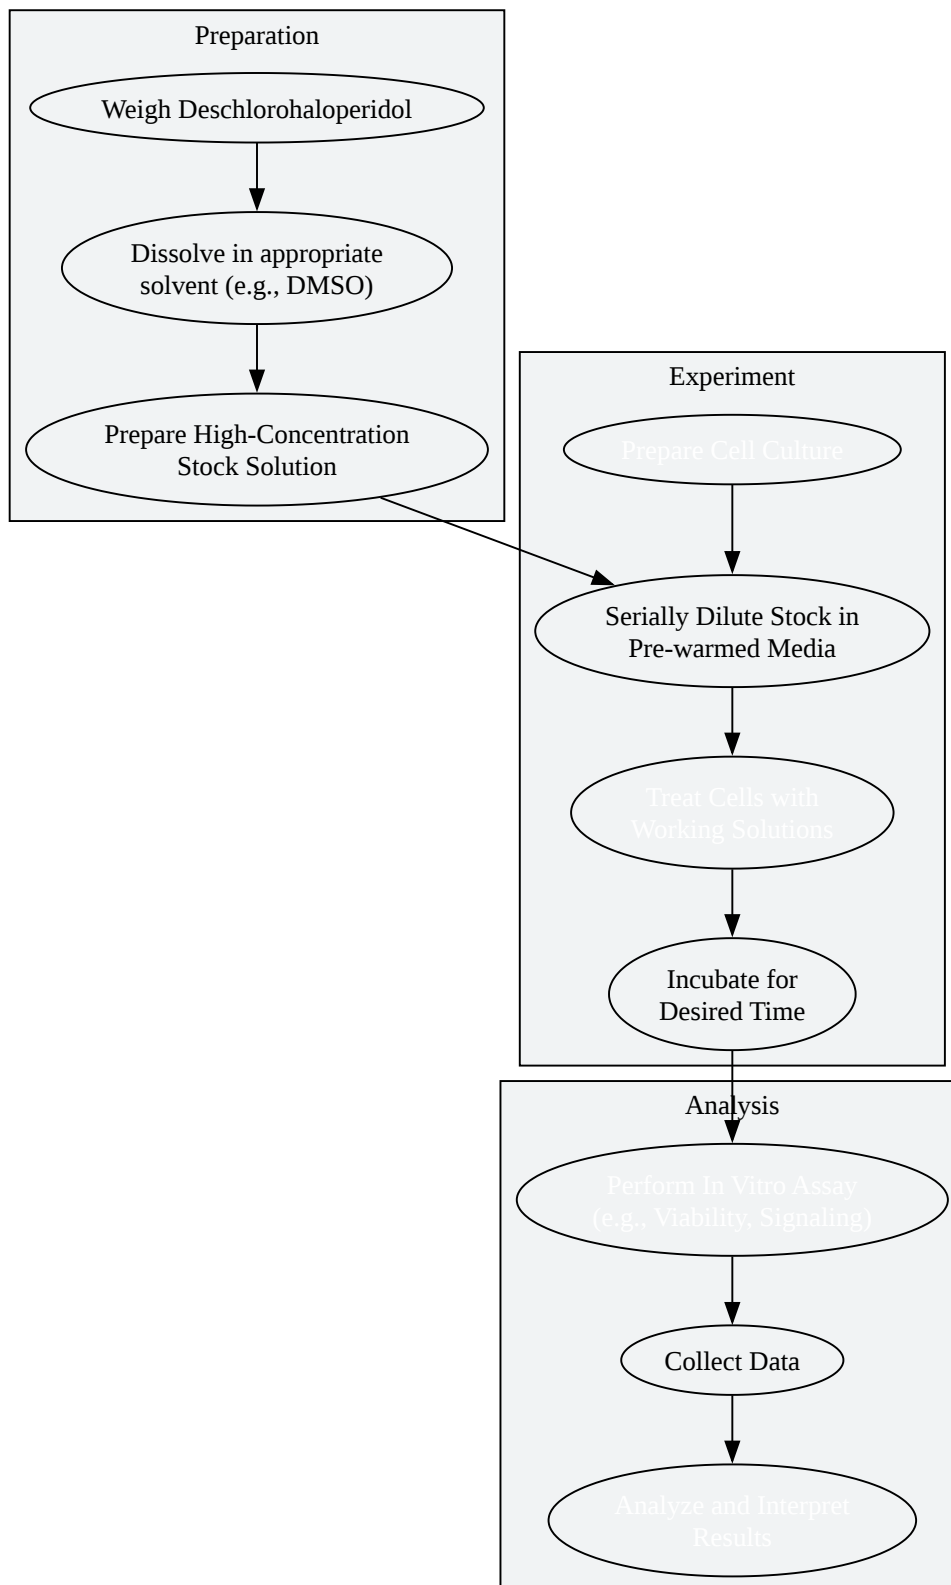 Preparation
Weigh Deschlorohaloperidol
Dissolve in appropriate
solvent (e.g., DMSO)
Prepare High-Concentration
Stock Solution
Experiment
Prepare Cell Culture
Serially Dilute Stock in
Pre-warmed Media
Treat Cells with
Working Solutions
Incubate for
Desired Time
Analysis
Perform In Vitro Assay
(e.g., Viability, Signaling)
Collect Data
Analyze and Interpret
Results